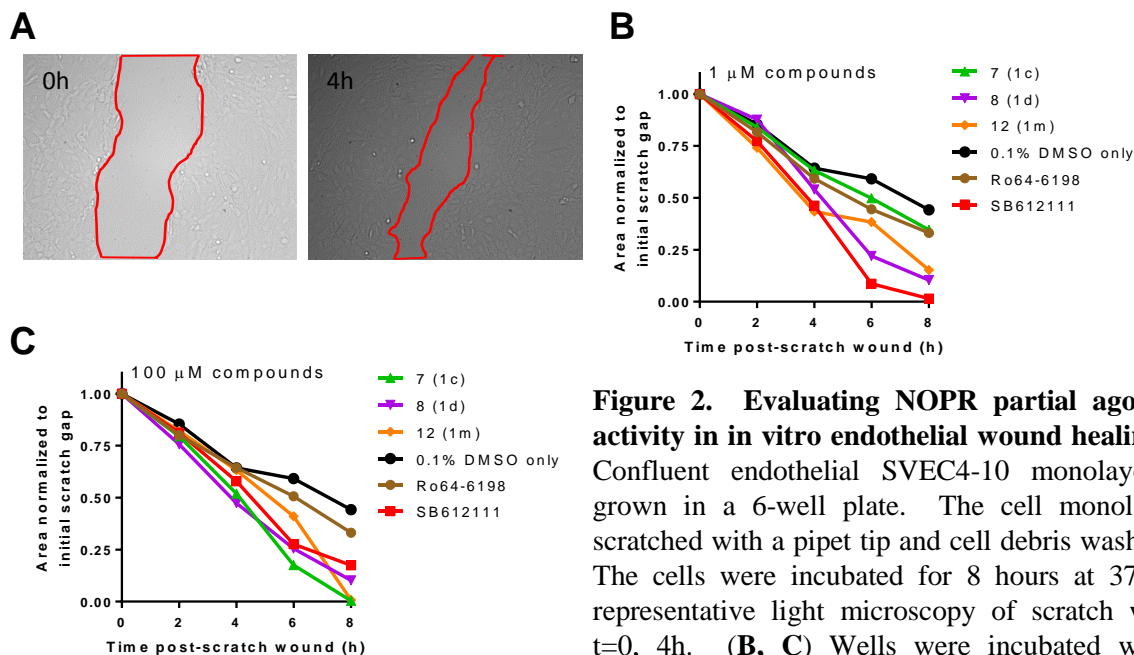 A
0h
4h
B
1 μM compounds
Area normalized to
initial scratch gap
1.00
0.75
0.50
0.25
0.00
0
2
4
6
8
Time post-scratch wound (h)
7 (1c)
8 (1d)
12 (1m)
0.1% DMSO only
Ro64-6198
SB612111
C
100 μM compounds
Area normalized to
initial scratch gap
1.00
0.75
0.50
0.25
0.00
0
2
4
6
8
Time post-scratch wound (h)
7 (1c)
8 (1d)
12 (1m)
0.1% DMSO only
Ro64-6198
SB612111
Figure 2. Evaluating NOPR partial ago
activity in in vitro endothelial wound healin
Confluent endothelial SVEC4-10 monolaye
grown in a 6-well plate. The cell monol
scratched with a pipet tip and cell debris wash
The cells were incubated for 8 hours at 37
representative light microscopy of scratch w
t=0, 4h. (B, C) Wells were incubated w